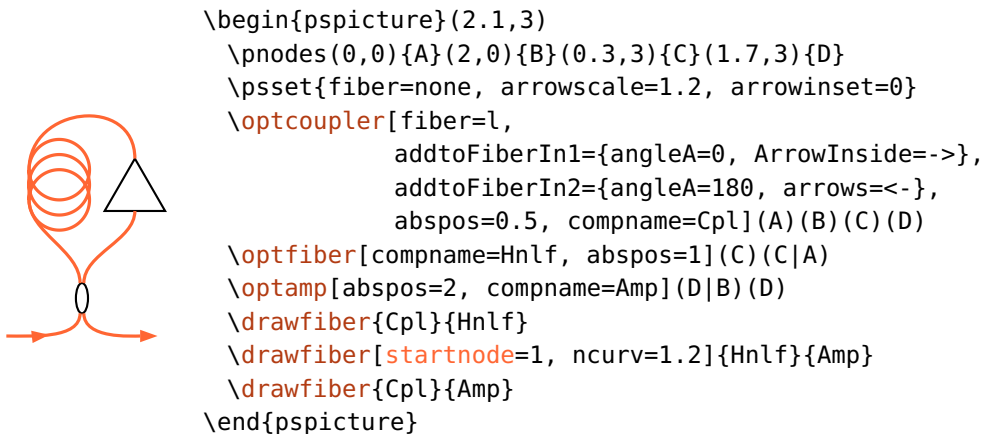 \begin{pspicture}(2.1,3)
\pnodes(0,0){A}(2,0){B}(0.3,3){C}(1.7,3){D}
\psset{fiber=none, arrowscale=1.2, arrowinset=0}
\optcoupler[fiber=l,
addtoFiberIn1={angleA=0, ArrowInside=->},
addtoFiberIn2={angleA=180, arrows=<-},
abspos=0.5, compname=Cpl](A)(B)(C)(D)
\optfiber[compname=Hnlf, abspos=1](C)(C|A)
\optamp[abspos=2, compname=Amp](D|B)(D)
\drawfiber{Cpl}{Hnlf}
\drawfiber[startnode=1, ncurv=1.2]{Hnlf}{Amp}
\drawfiber{Cpl}{Amp}
\end{pspicture}